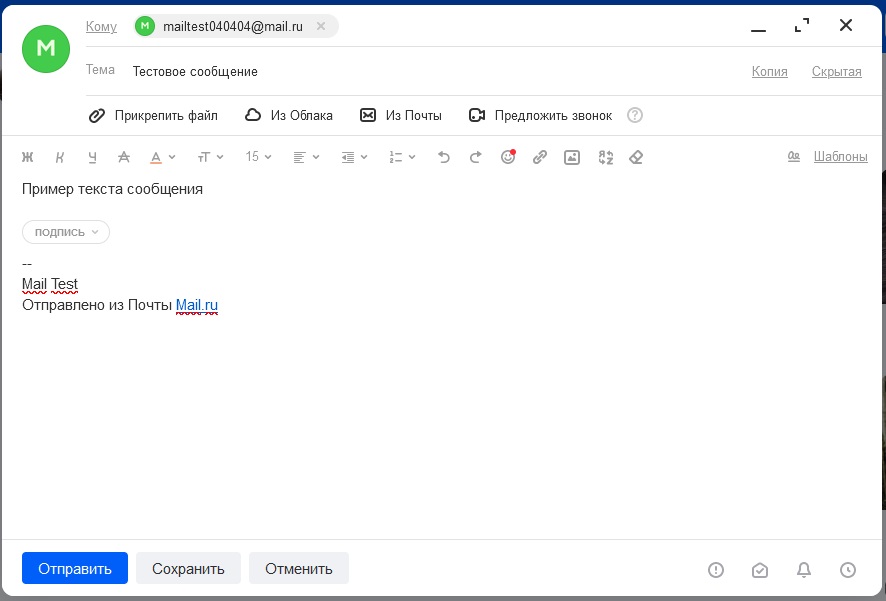 Кому M mailtest040404@mail.ru
M
Тема Тестовое сообщение Копия Скрытая
Прикрепить файл Из Облака Из Почты Предложить звонок ?
Ж К Ч А А тТ 15 Шаблоны
Пример текста сообщения
подпись
--
Mail Test
Отправлено из Почты Mail.ru
Отправить Сохранить Отменить